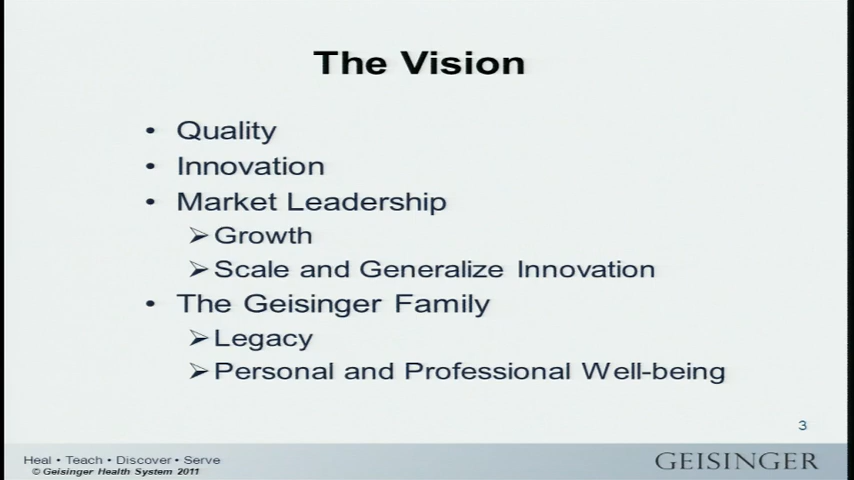 The Vision
• Quality
• Innovation
• Market Leadership
➢Growth
➢Scale and Generalize Innovation
• The Geisinger Family
➢Legacy
➢Personal and Professional Well-being
3
Heal • Teach • Discover • Serve
© Geisinger Health System 2011
GEISINGER